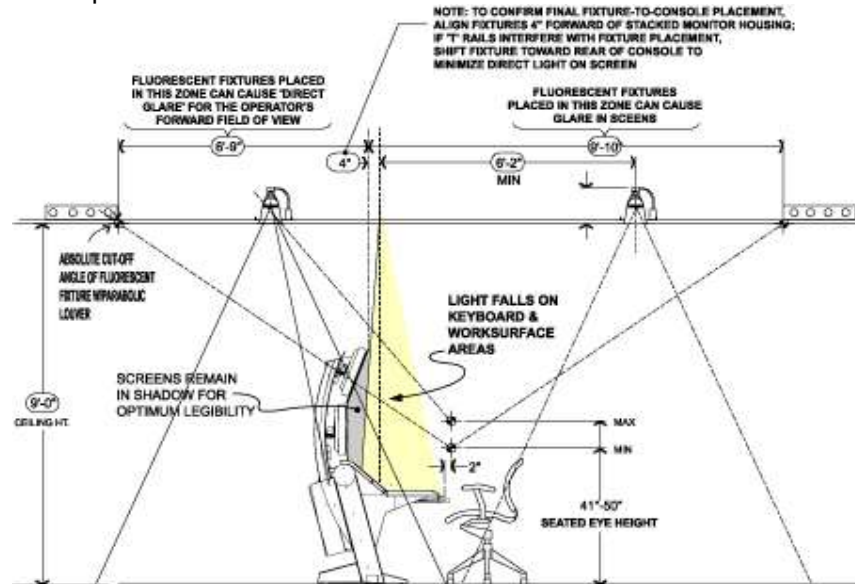 NOTE: TO CONFIRM FINAL FIXTURE-TO-CONSOLE PLACEMENT,
ALIGN FIXTURES 4" FORWARD OF STACKED MONITOR HOUSING;
IF 'T' RAILS INTERFERE WITH FIXTURE PLACEMENT,
SHIFT FIXTURE TOWARD REAR OF CONSOLE TO
MINIMIZE DIRECT LIGHT ON SCREEN
FLUORESCENT FIXTURES PLACED
IN THIS ZONE CAN CAUSE 'DIRECT
GLARE' FOR THE OPERATOR'S
FORWARD FIELD OF VIEW
FLUORESCENT FIXTURES
PLACED IN THIS ZONE CAN CAUSE
GLARE IN SCEENS
6'-9"
9'-10"
4"
6'-2"
MIN
ABSOLUTE CUT-OFF
ANGLE OF FLUORESCENT
FIXTURE W/PARABOLIC
LOUVER
LIGHT FALLS ON
KEYBOARD &
WORKSURFACE
AREAS
SCREENS REMAIN
IN SHADOW FOR
OPTIMUM LEGIBILITY
9'-0"
CEILING HT.
MAX
MIN
2"
41"-50"
SEATED EYE HEIGHT